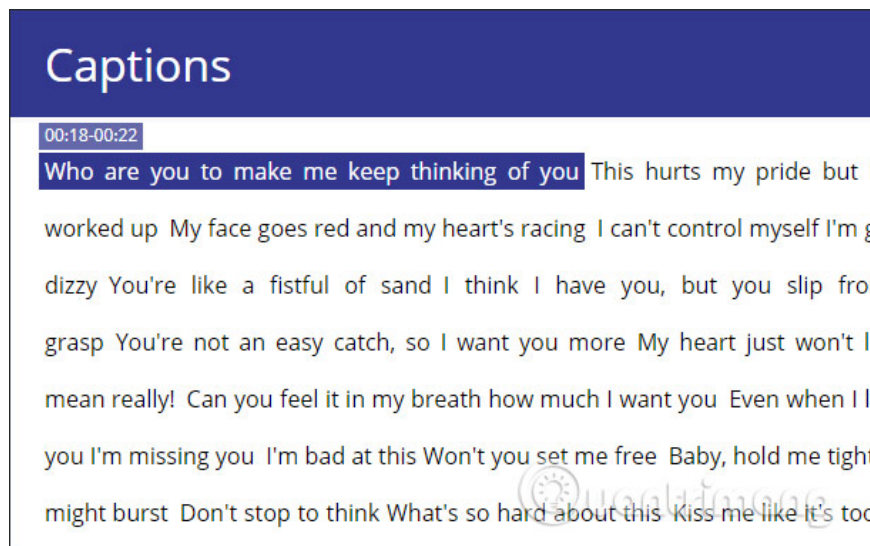 Captions
00:18-00:22
Who are you to make me keep thinking of you This hurts my pride but
worked up My face goes red and my heart's racing I can't control myself I'm g
dizzy You're like a fistful of sand I think I have you, but you slip fro
grasp You're not an easy catch, so I want you more My heart just won't l
mean really! Can you feel it in my breath how much I want you Even when I l
you I'm missing you I'm bad at this Won't you set me free Baby, hold me tight
might burst Don't stop to think What's so hard about this Kiss me like it's too
Quantrimang